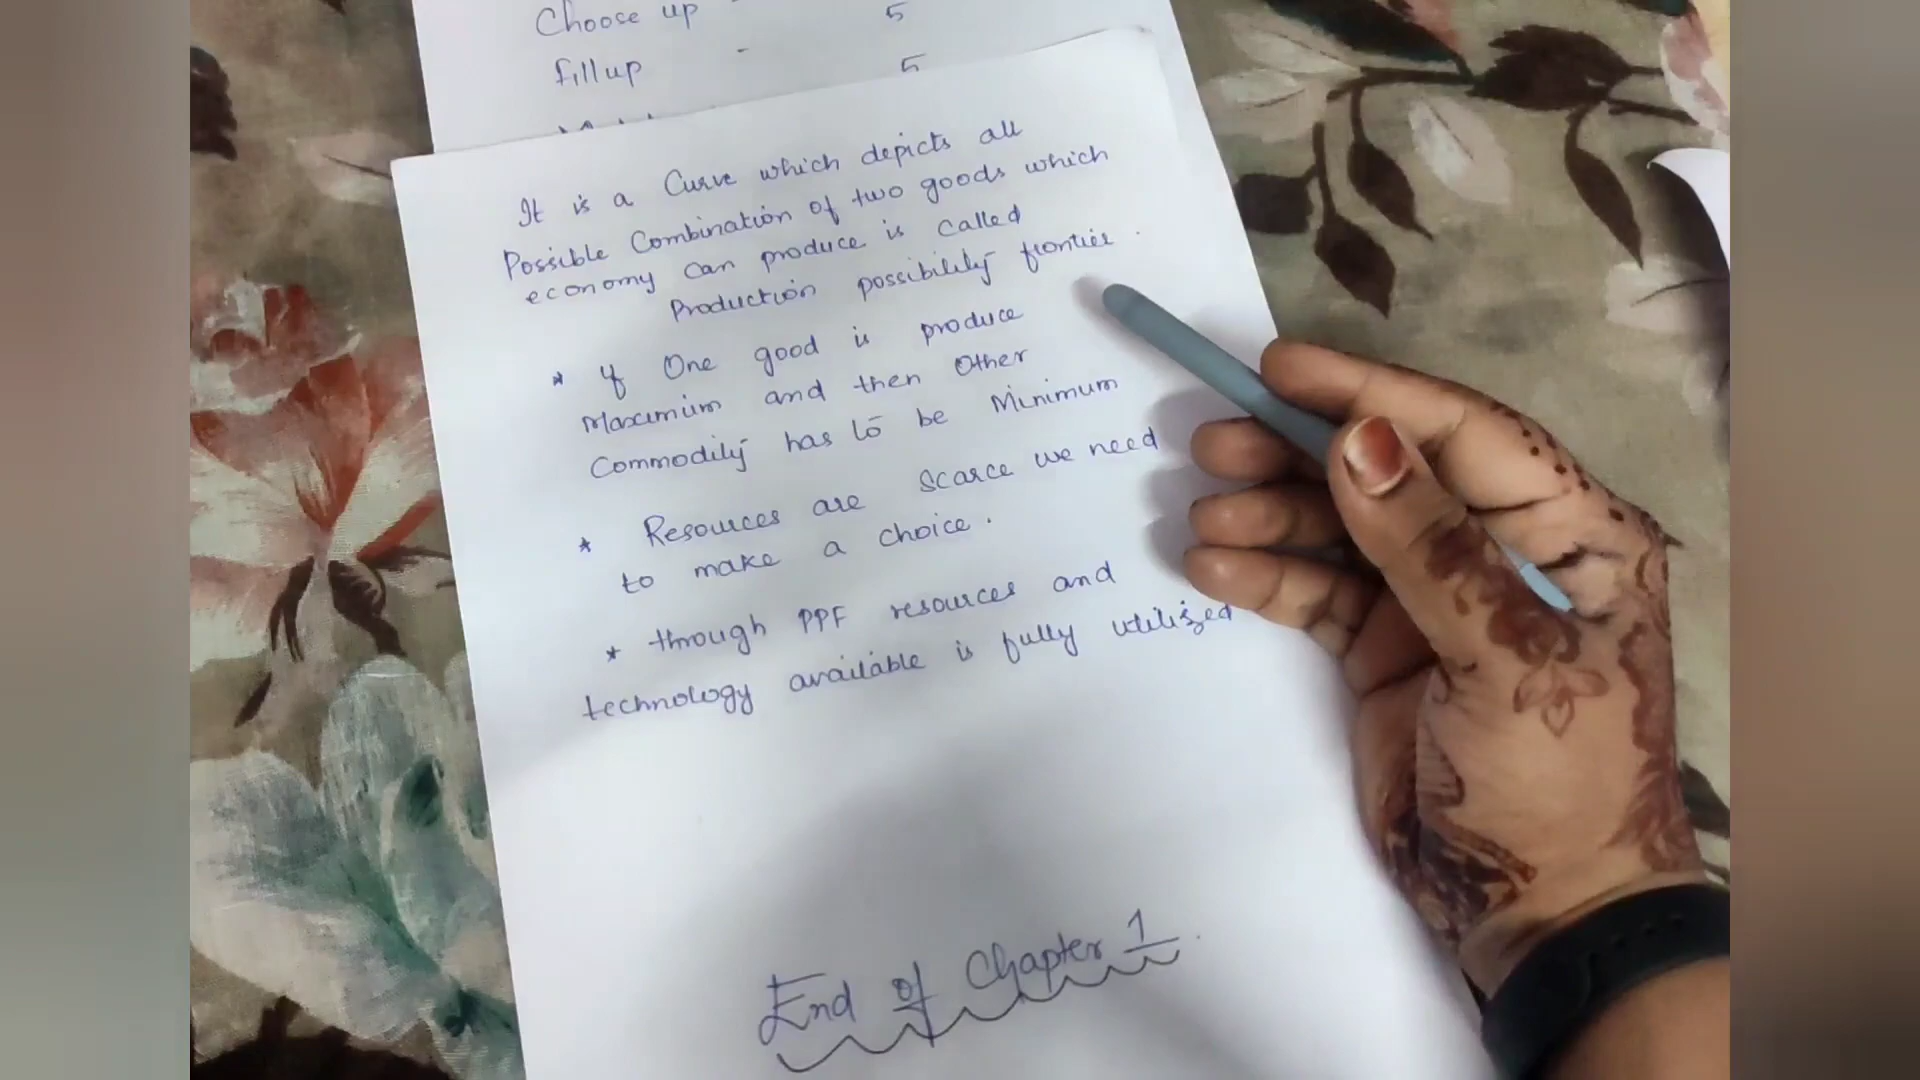 Choose up - 5
fill up - 5
It is a Curve which depicts all
Possible Combination of two goods which
economy can produce is called
Production possibility frontier.
* If One good is produce
Maximum and then Other
Commodity has to be Minimum
* Resources are scarce we need
to make a choice.
* through PPF resources and
technology available is fully utilized
End of Chapter 1.